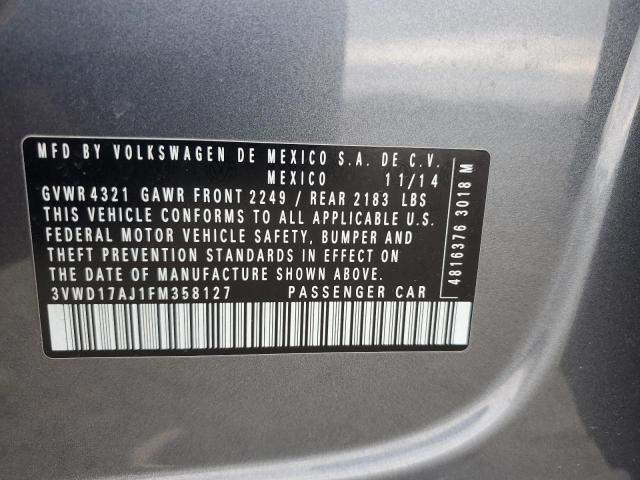 MFD BY VOLKSWAGEN DE MEXICO S.A. DE C.V.
MEXICO 11/14
GVWR 4321 GAWR FRONT 2249 / REAR 2183 LBS
THIS VEHICLE CONFORMS TO ALL APPLICABLE U.S.
FEDERAL MOTOR VEHICLE SAFETY, BUMPER AND
THEFT PREVENTION STANDARDS IN EFFECT ON
THE DATE OF MANUFACTURE SHOWN ABOVE.
3VWD17AJ1FM358127 PASSENGER CAR
4816376 3018 M